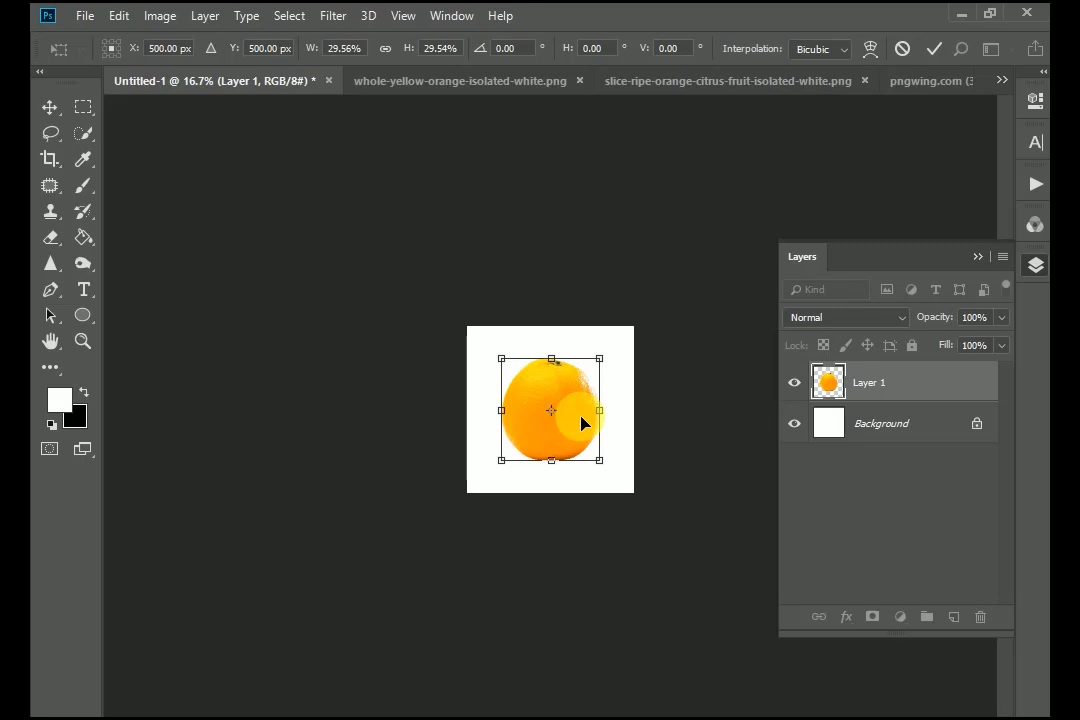 Ps File Edit Image Layer Type Select Filter 3D View Window Help
X: 500.00 px Y: 500.00 px W: 29.56% H: 29.54% 0.00 ° H: 0.00 ° V: 0.00 ° Interpolation: Bicubic
Untitled-1 @ 16.7% (Layer 1, RGB/8#) * whole-yellow-orange-isolated-white.png slice-ripe-orange-citrus-fruit-isolated-white.png pngwing.com (3
Layers
Kind
Normal Opacity: 100%
Lock: Fill: 100%
Layer 1
Background